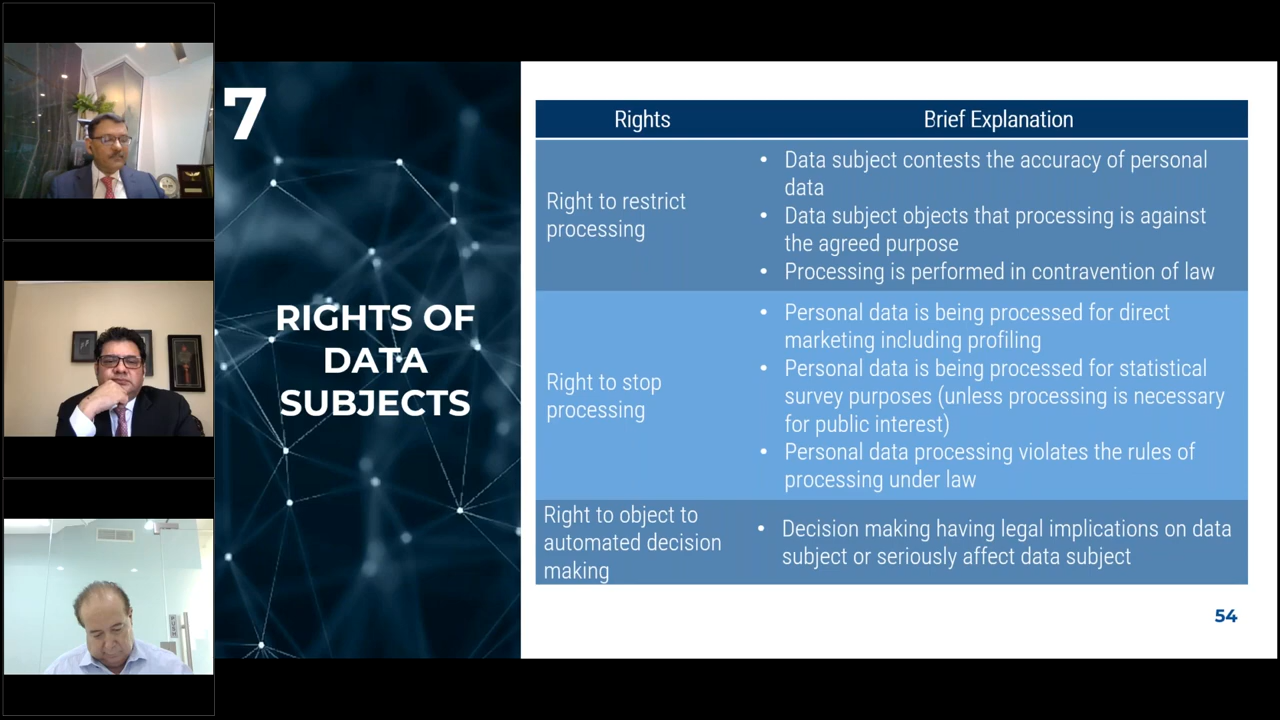 7
RIGHTS OF
DATA
SUBJECTS
Rights
Brief Explanation
Right to restrict
processing
• Data subject contests the accuracy of personal
data
• Data subject objects that processing is against
the agreed purpose
• Processing is performed in contravention of law
Right to stop
processing
• Personal data is being processed for direct
marketing including profiling
• Personal data is being processed for statistical
survey purposes (unless processing is necessary
for public interest)
• Personal data processing violates the rules of
processing under law
Right to object to
automated decision
making
• Decision making having legal implications on data
subject or seriously affect data subject
54